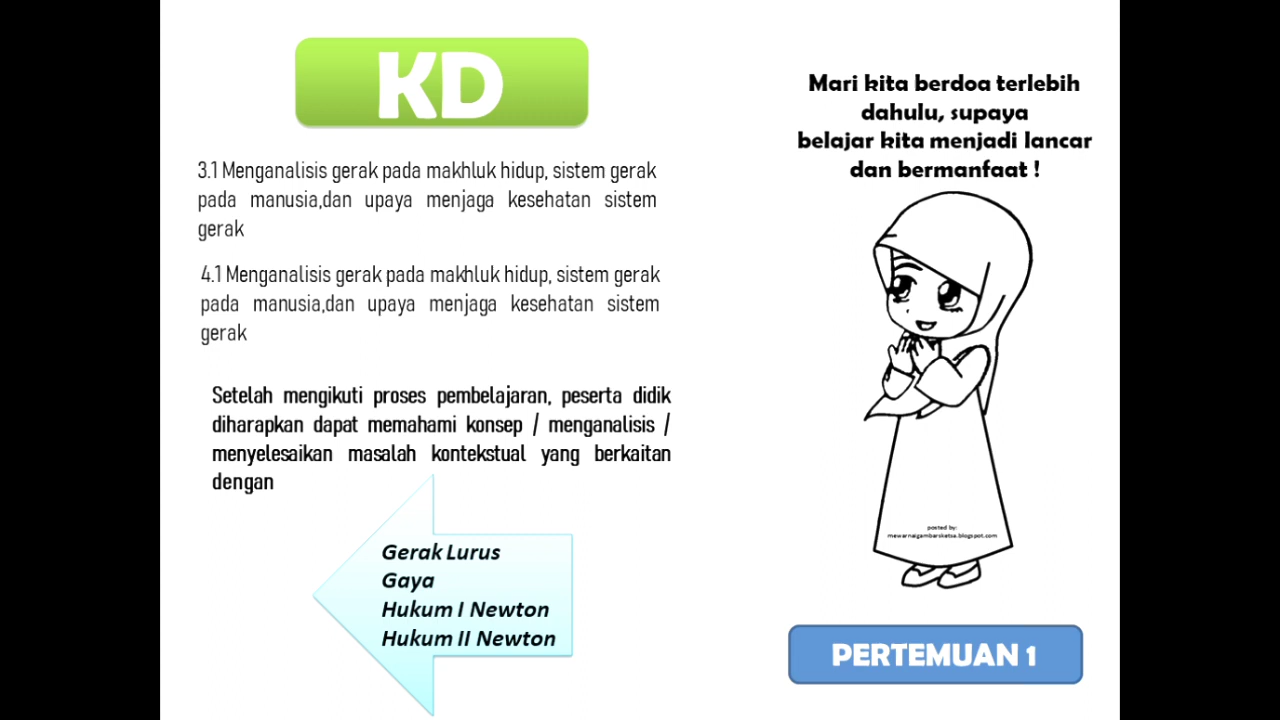 KD
3.1 Menganalisis gerak pada makhluk hidup, sistem gerak
pada manusia,dan upaya menjaga kesehatan sistem
gerak
4.1 Menganalisis gerak pada makhluk hidup, sistem gerak
pada manusia,dan upaya menjaga kesehatan sistem
gerak
Setelah mengikuti proses pembelajaran, peserta didik
diharapkan dapat memahami konsep / menganalisis /
menyelesaikan masalah kontekstual yang berkaitan
dengan
Gerak Lurus
Gaya
Hukum I Newton
Hukum II Newton
Mari kita berdoa terlebih
dahulu, supaya
belajar kita menjadi lancar
dan bermanfaat !
posted by:
mewarnaigambarsketsa.blogspot.com
PERTEMUAN 1